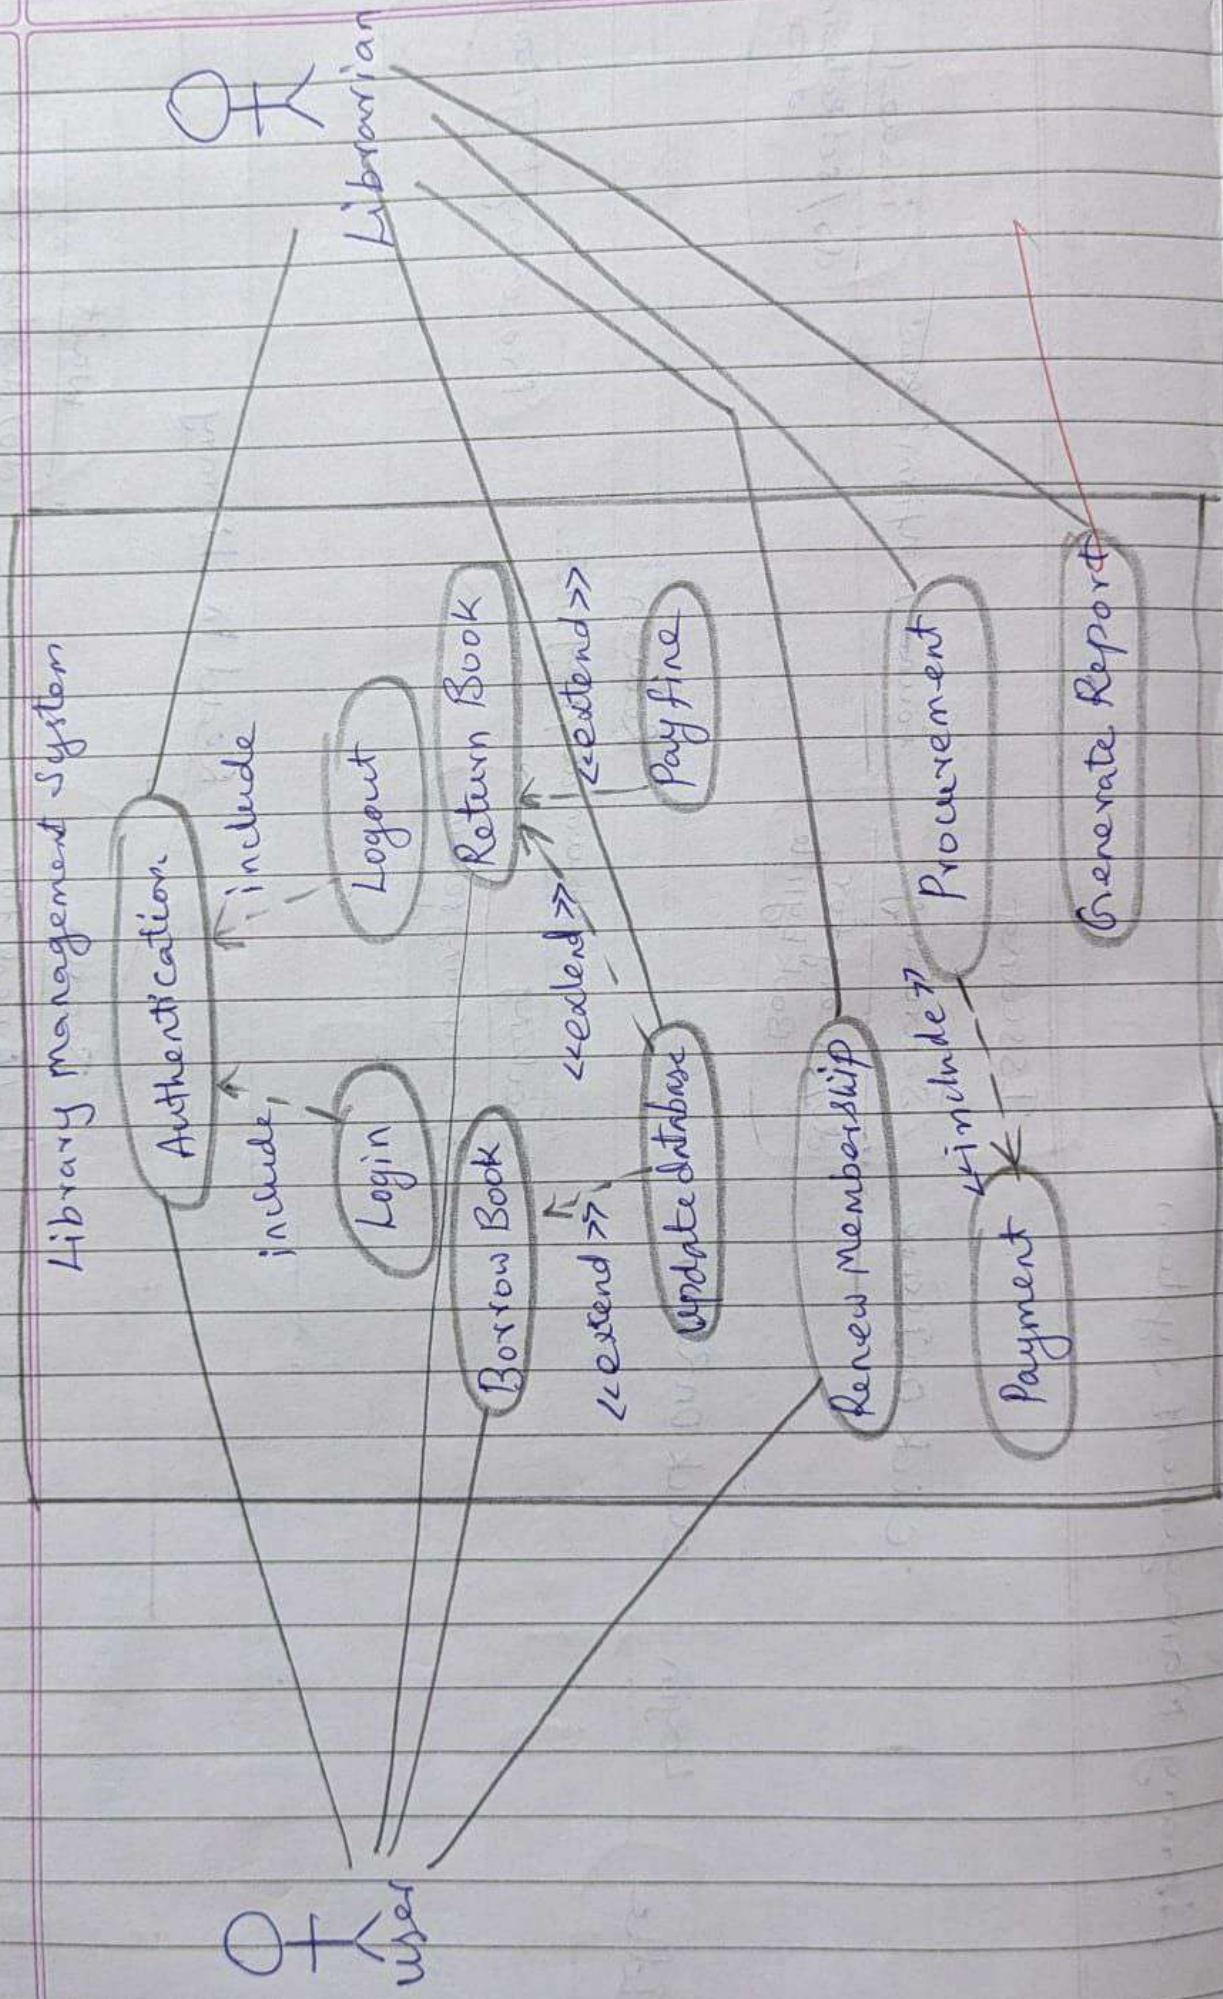 Library management System
Librarian
User
Authentication
include
include
Login
Logout
Borrow Book
Return Book
<<extend>>
<<extend>>
<<extend>>
Update database
Pay fine
Renew Membership
<<include>>
Procurement
Payment
Generate Report